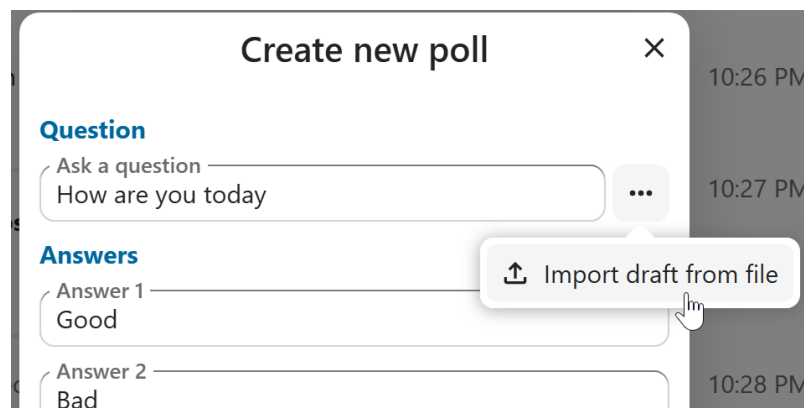 Create new poll
10:26 PM
Question
Ask a question
How are you today
10:27 PM
Answers
Import draft from file
Answer 1
Good
Answer 2
Bad
10:28 PM